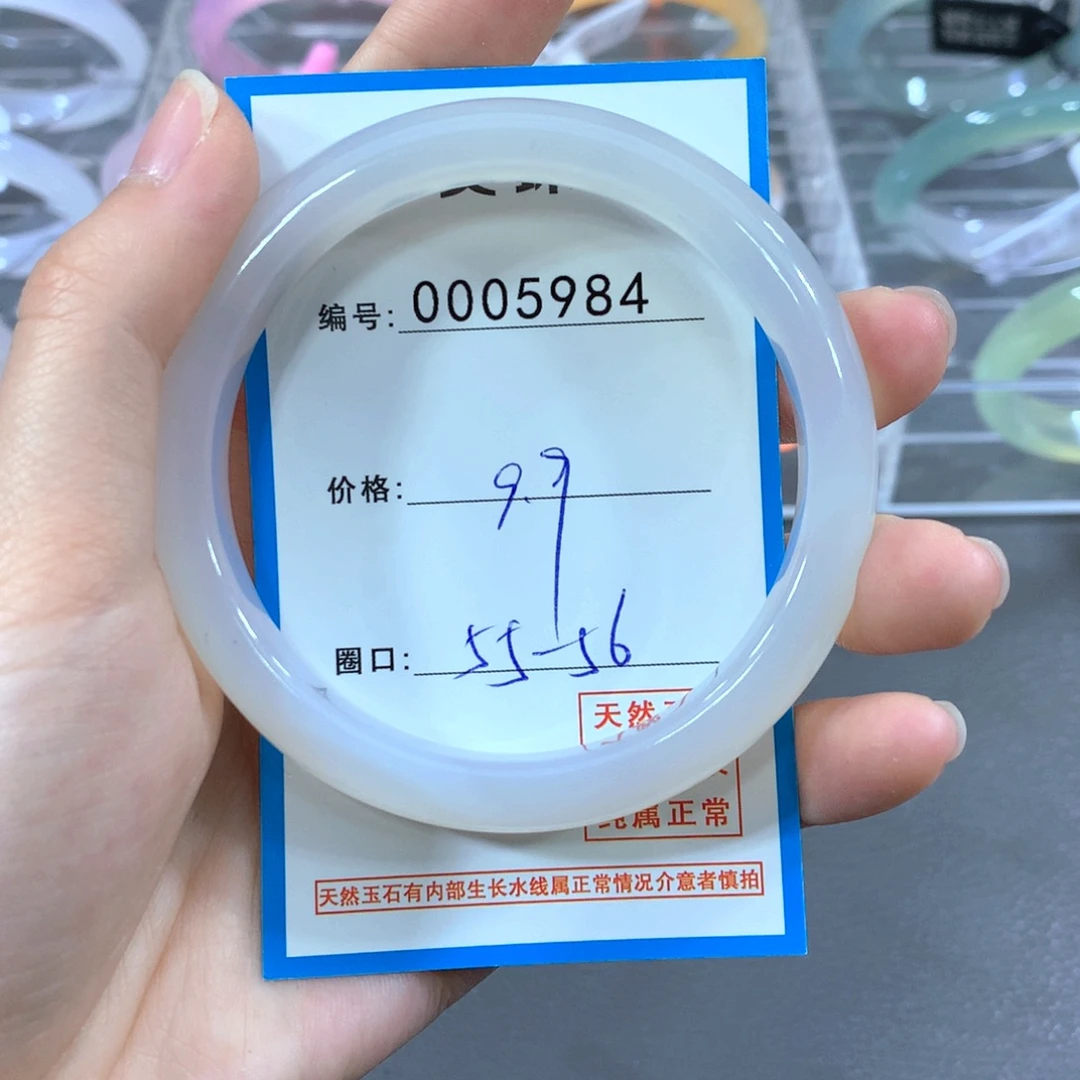 编号: 0005984
价格: 9.9
圈口: 55-56
天然
属正常
天然玉石有内部生长水线属正常情况介意者慎拍